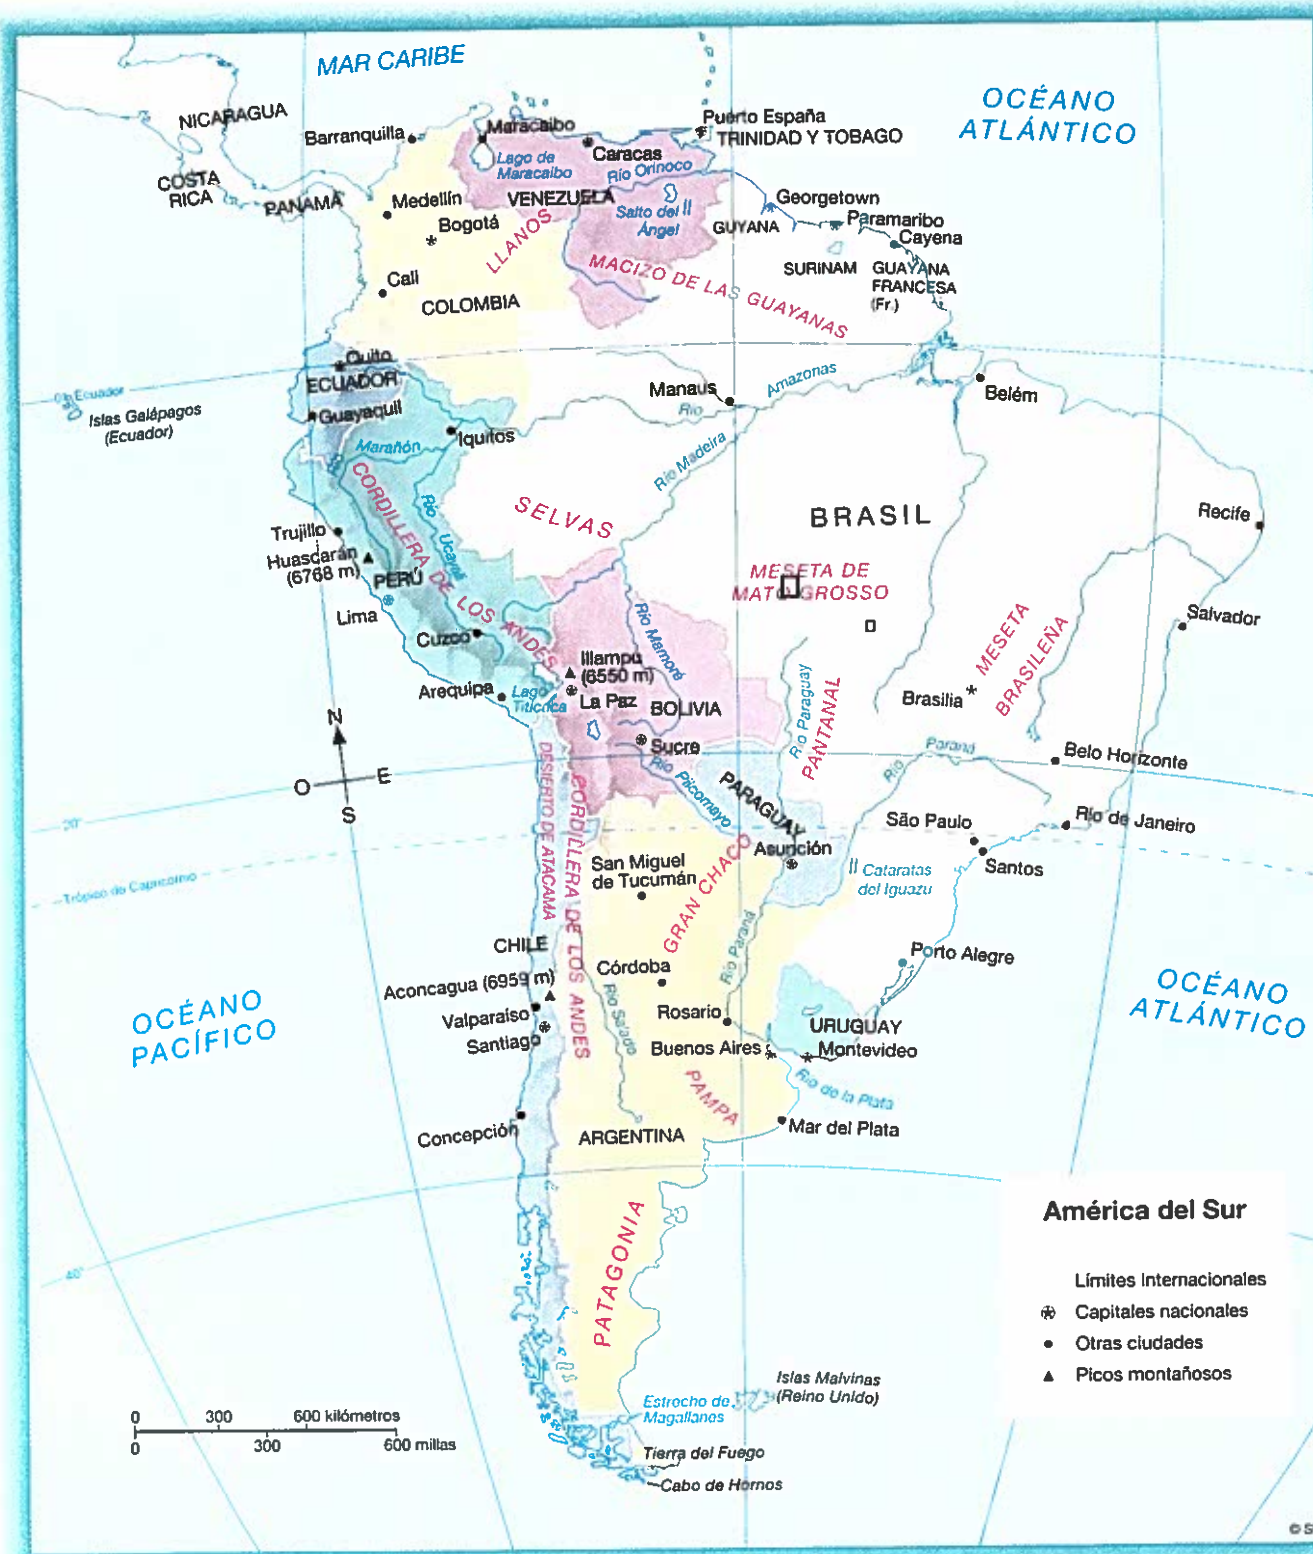 MAR CARIBE
OCÉANO
ATLÁNTICO
NICARAGUA
COSTA
RICA
PANAMÁ
Barranquilla
Maracaibo
Caracas
Puerto España
TRINIDAD Y TOBAGO
Lago de
Maracaibo
Río Orinoco
Medellín
VENEZUELA
Bogotá
LLANOS
Salto del
Ángel
Georgetown
GUYANA
Paramaribo
Cayena
SURINAM
GUAYANA
FRANCESA
(Fr.)
Cali
COLOMBIA
MACIZO DE LAS GUAYANAS
Quito
ECUADOR
0° Ecuador
Islas Galápagos
(Ecuador)
Guayaquil
Iquitos
Marañón
Manaus
Río
Amazonas
Belém
Río Madeira
CORDILLERA DE LOS ANDES
Río
Ucayali
SELVAS
BRASIL
Recife
Trujillo
Huascarán
(6768 m)
PERÚ
Lima
MESETA DE
MATO GROSSO
Cuzco
Río Mamoré
Salvador
MESETA
BRASILEÑA
Illampu
(6550 m)
Arequipa
Lago
Titicaca
La Paz
BOLIVIA
Río Paraguay
PANTANAL
Brasilia
N
O
E
S
Sucre
Río Pilcomayo
Río
Paraná
Belo Horizonte
20°
DESIERTO DE ATACAMA
CORDILLERA DE LOS ANDES
PARAGUAY
São Paulo
Río de Janeiro
Asunción
Santos
Trópico de Capricornio
San Miguel
de Tucumán
GRAN CHACO
Cataratas
del Iguazu
CHILE
Río Paraná
Porto Alegre
Aconcagua (6959 m)
Córdoba
OCÉANO
PACÍFICO
OCÉANO
ATLÁNTICO
Valparaíso
Río Salado
Rosario
URUGUAY
Santiago
Buenos Aires
Montevideo
PAMPA
Río de la Plata
Concepción
ARGENTINA
Mar del Plata
PATAGONIA
40°
América del Sur
Límites Internacionales
Capitales nacionales
Otras ciudades
Picos montañosos
Islas Malvinas
(Reino Unido)
Estrecho de
Magallanes
0 300 600 kilómetros
0 300 600 millas
Tierra del Fuego
Cabo de Hornos
© S